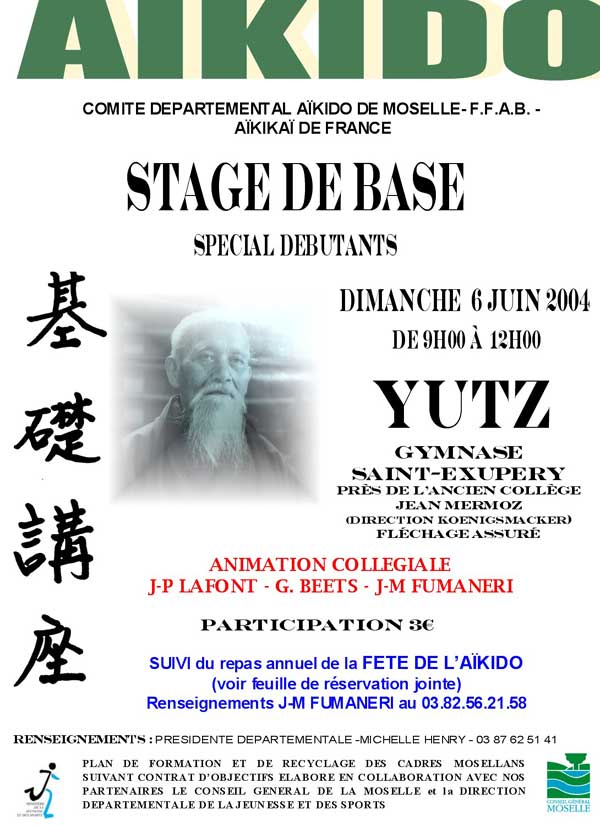 AIKIDO
COMITE DEPARTEMENTAL AÏKIDO DE MOSELLE- F.F.A.B. -
AÏKIKAÏ DE FRANCE
STAGE DE BASE
SPECIAL DEBUTANTS
基礎講座
DIMANCHE 6 JUIN 2004
DE 9H00 À 12H00
YUTZ
GYMNASE
SAINT-EXUPERY
PRÈS DE L'ANCIEN COLLÈGE
JEAN MERMOZ
(DIRECTION KOENIGSMACKER)
FLÉCHAGE ASSURÉ
ANIMATION COLLEGIALE
J-P LAFONT - G. BEETS - J-M FUMANERI
PARTICIPATION 3€
SUIVI du repas annuel de la FETE DE L'AÏKIDO
(voir feuille de réservation jointe)
Renseignements J-M FUMANERI au 03.82.56.21.58
RENSEIGNEMENTS : PRESIDENTE DEPARTEMENTALE -MICHELLE HENRY - 03 87 62 51 41
PLAN DE FORMATION ET DE RECYCLAGE DES CADRES MOSELLANS
SUIVANT CONTRAT D'OBJECTIFS ELABORE EN COLLABORATION AVEC NOS
PARTENAIRES LE CONSEIL GENERAL DE LA MOSELLE et la DIRECTION
DEPARTEMENTALE DE LA JEUNESSE ET DES SPORTS
CONSEIL GENERAL
MOSELLE